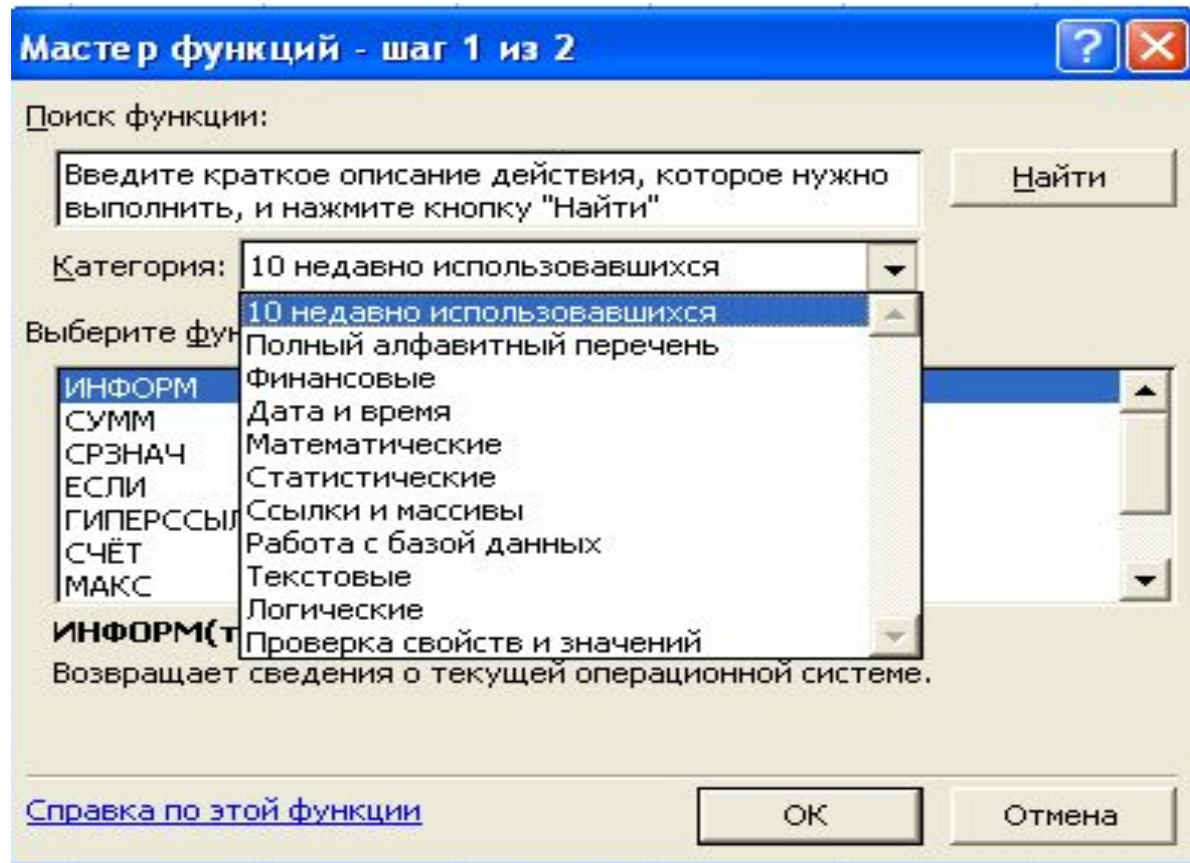 Мастер функций - шаг 1 из 2
Поиск функции:
Введите краткое описание действия, которое нужно
выполнить, и нажмите кнопку "Найти"
Найти
Категория: 10 недавно использовавшихся
10 недавно использовавшихся
Полный алфавитный перечень
Финансовые
Дата и время
Математические
Статистические
Ссылки и массивы
Работа с базой данных
Текстовые
Логические
Проверка свойств и значений
Выберите
ИНФОРМ
СУММ
СРЗНАЧ
ЕСЛИ
СЧЁТ
МАКС
Возвращает сведения о текущей операционной системе.
Справка по этой функции
ОК
Отмена